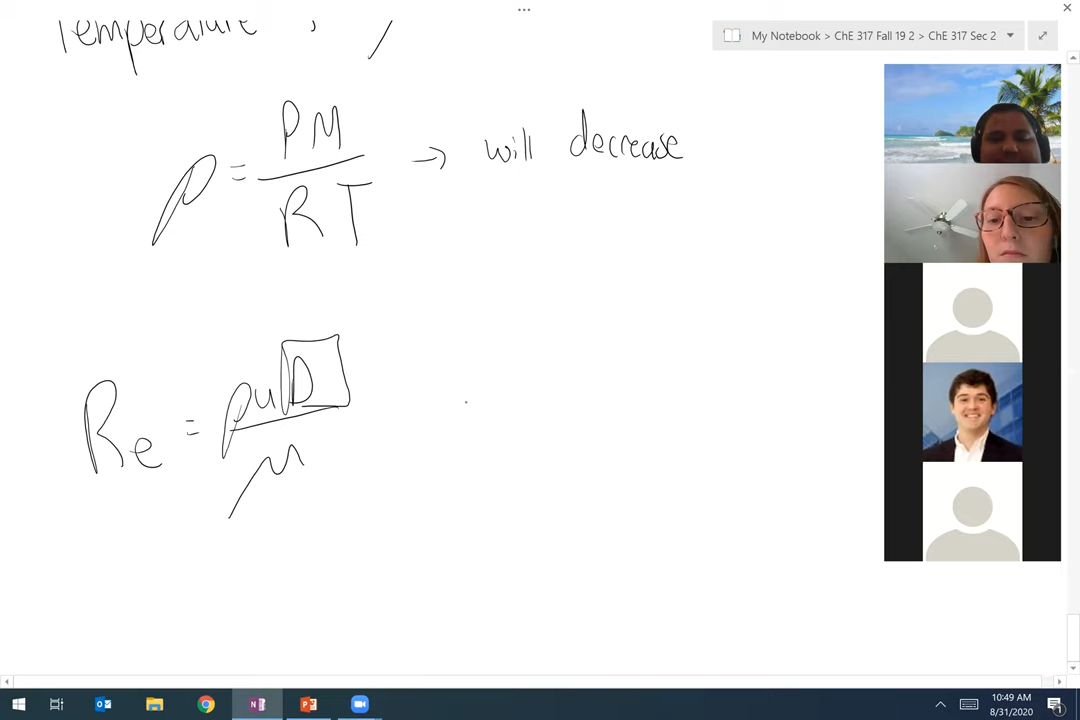 ...
My Notebook > ChE 317 Fall 19 2 > ChE 317 Sec 2
Temperature ,
ρ = PM / RT → will decrease
Re = ρuD / μ
10:49 AM
8/31/2020